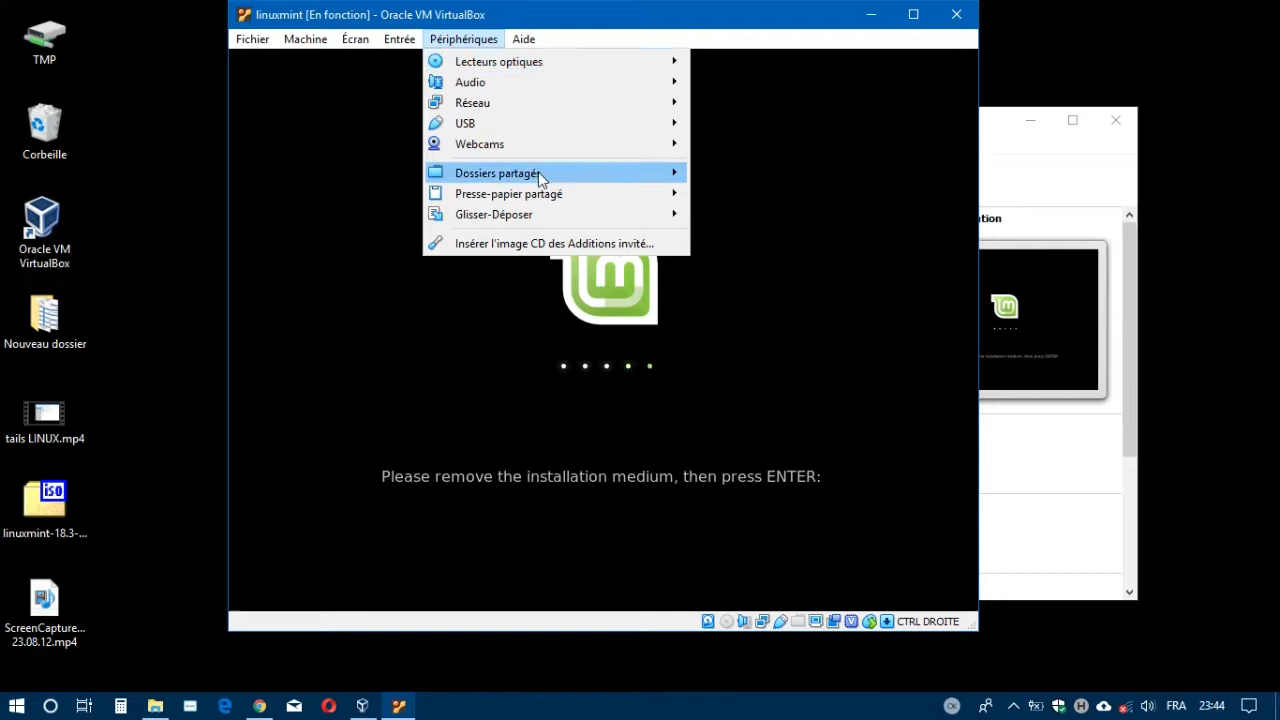 linuxmint [En fonction] - Oracle VM VirtualBox
Fichier Machine Écran Entrée Périphériques Aide
Lecteurs optiques
Audio
Réseau
USB
Webcams
Dossiers partagés
Presse-papier partagé
Glisser-Déposer
Insérer l'image CD des Additions invité...
Please remove the installation medium, then press ENTER:
CTRL DROITE
TMP
Corbeille
Oracle VM
VirtualBox
Nouveau dossier
tails LINUX.mp4
iso
linuxmint-18.3-...
ScreenCapture...
23.08.12.mp4
OK
FRA
23:44